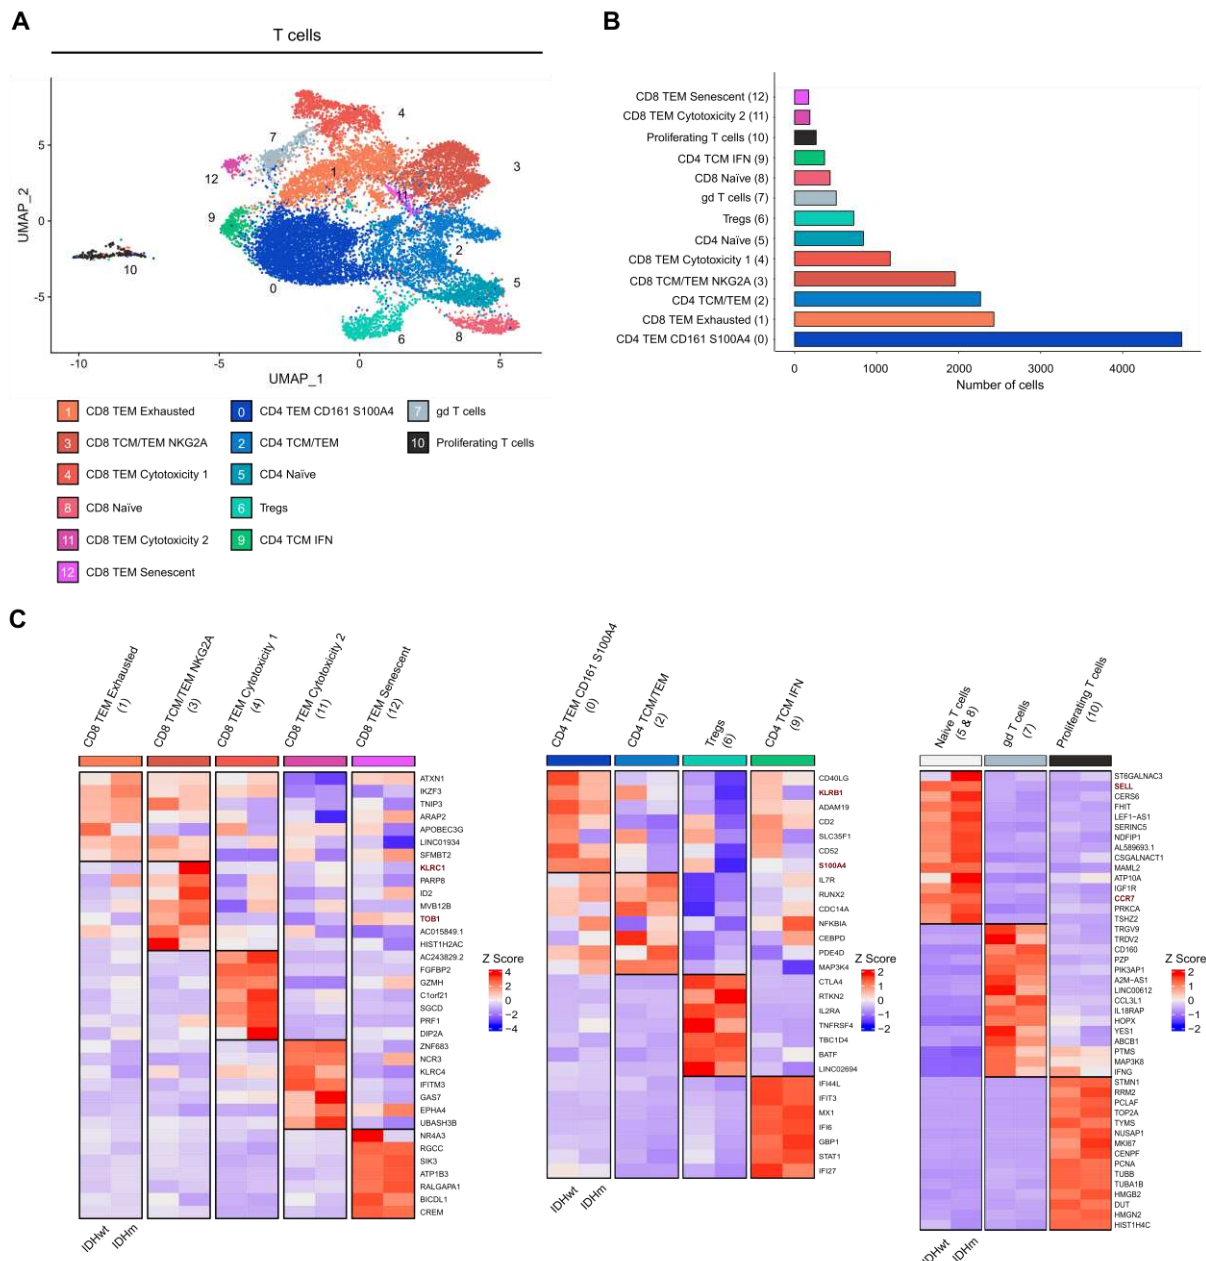 A
T cells
4
7
3
1
12
11
9
2
0
5
10
6
8
5
0
-5
UMAP_2
-10
-5
0
5
UMAP_1
1 CD8 TEM Exhausted
0 CD4 TEM CD161 S100A4
7 gd T cells
3 CD8 TCM/TEM NKG2A
2 CD4 TCM/TEM
10 Proliferating T cells
4 CD8 TEM Cytotoxicity 1
5 CD4 Naïve
8 CD8 Naïve
6 Tregs
11 CD8 TEM Cytotoxicity 2
9 CD4 TCM IFN
12 CD8 TEM Senescent
B
CD8 TEM Senescent (12)
CD8 TEM Cytotoxicity 2 (11)
Proliferating T cells (10)
CD4 TCM IFN (9)
CD8 Naïve (8)
gd T cells (7)
Tregs (6)
CD4 Naïve (5)
CD8 TEM Cytotoxicity 1 (4)
CD8 TCM/TEM NKG2A (3)
CD4 TCM/TEM (2)
CD8 TEM Exhausted (1)
CD4 TEM CD161 S100A4 (0)
0
1000
2000
3000
4000
Number of cells
C
CD8 TEM Exhausted
(1)
CD8 TCM/TEM NKG2A
(3)
CD8 TEM Cytotoxicity 1
(4)
CD8 TEM Cytotoxicity 2
(11)
CD8 TEM Senescent
(12)
ATXN1
IKZF3
TNIP3
ARAP2
APOBEC3G
LINC01934
SFMBT2
KLRC1
PARP8
ID2
MVB12B
TOB1
AC015849.1
HIST1H2AC
AC243829.2
FGFBP2
GZMH
C1orf21
SGCD
PRF1
DIP2A
ZNF683
NCR3
KLRC4
IFITM3
GAS7
EPHA4
UBASH3B
NR4A3
RGCC
SIK3
ATP1B3
RALGAPA1
BICDL1
CREM
IDHwt
IDHm
Z Score
4
2
0
−2
−4
CD4 TEM CD161 S100A4
(0)
CD4 TCM/TEM
(2)
Tregs
(6)
CD4 TCM IFN
(9)
CD40LG
KLRB1
ADAM19
CD2
SLC35F1
CD52
S100A4
IL7R
RUNX2
CDC14A
NFKBIA
CEBPD
PDE4D
MAP3K4
CTLA4
RTKN2
IL2RA
TNFRSF4
TBC1D4
BATF
LINC02694
IFI44L
IFIT3
MX1
IFI6
GBP1
STAT1
IFI27
IDHwt
IDHm
Z Score
2
1
0
−1
−2
Naive T cells
(5 & 8)
gd T cells
(7)
Proliferating T cells
(10)
ST6GALNAC3
SELL
CERS6
FHIT
LEF1−AS1
SERINC5
NDFIP1
AL589693.1
CSGALNACT1
MAML2
ATP10A
IGF1R
CCR7
PRKCA
TSHZ2
TRGV9
TRDV2
CD160
PZP
PIK3AP1
A2M−AS1
LINC00612
CCL3L1
IL18RAP
HOPX
YES1
ABCB1
PTMS
MAP3K8
IFNG
STMN1
RRM2
PCLAF
TOP2A
TYMS
NUSAP1
MKI67
CENPF
PCNA
TUBB
TUBA1B
HMGB2
DUT
HMGN2
HIST1H4C
IDHwt
IDHm
Z Score
2
1
0
−1
−2